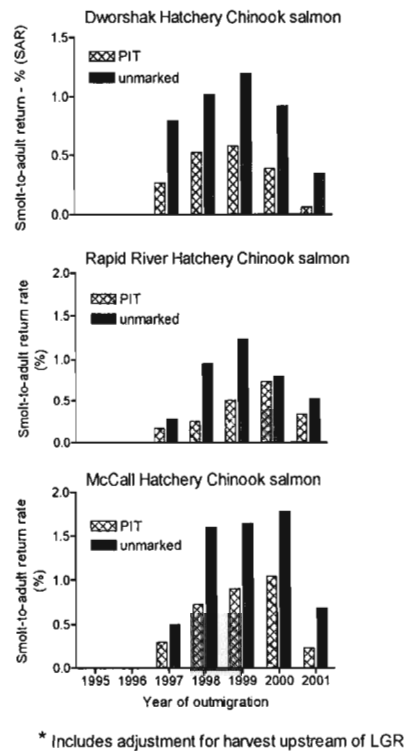 Dworshak Hatchery Chinook salmon
Smolt-to-adult return - % (SAR)
1.5
1.0
0.5
0.0
PIT
unmarked
Rapid River Hatchery Chinook salmon
Smolt-to-adult return rate
(%)
2.0
1.5
1.0
0.5
0.0
PIT
unmarked
McCall Hatchery Chinook salmon
Smolt-to-adult return rate
(%)
2.0
1.5
1.0
0.5
0.0
PIT
unmarked
1995 1996 1997 1998 1999 2000 2001
Year of outmigration
* Includes adjustment for harvest upstream of LGR